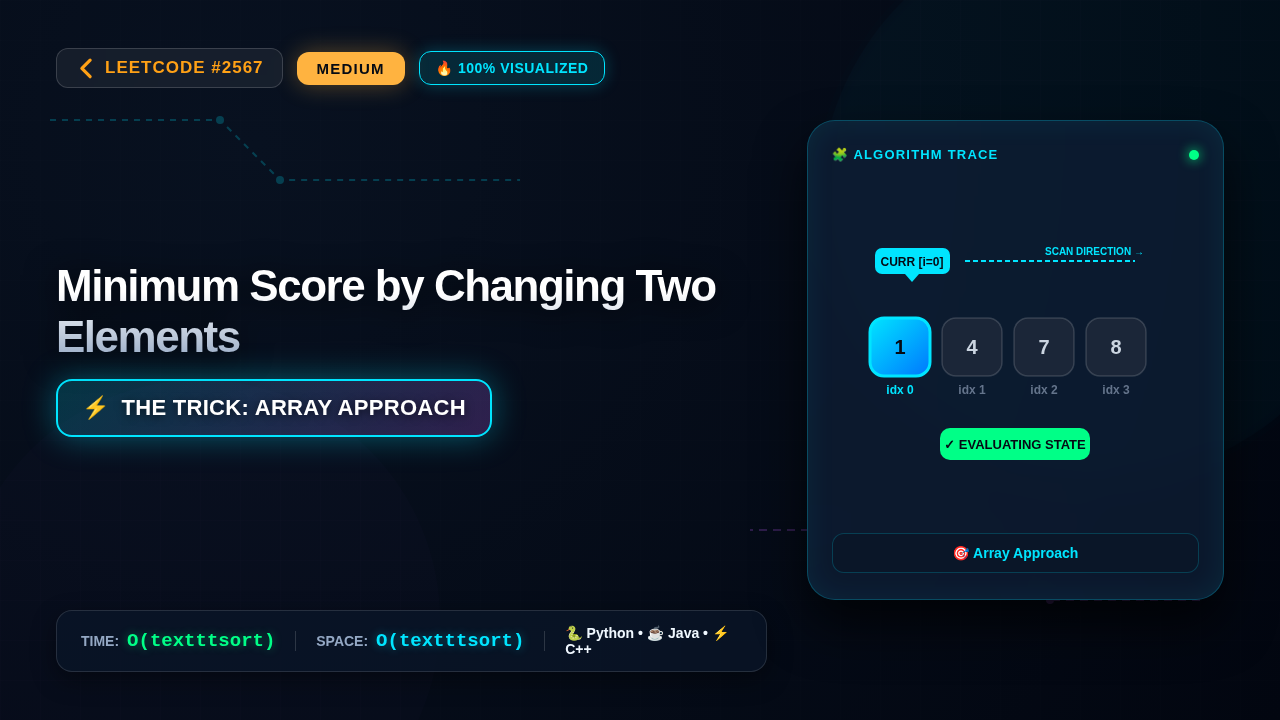 LEETCODE #2567
MEDIUM
🔥 100% VISUALIZED
Minimum Score by Changing Two
Elements
⚡ THE TRICK: ARRAY APPROACH
🧩 ALGORITHM TRACE
CURR [i=0]
SCAN DIRECTION →
1 4 7 8
idx 0 idx 1 idx 2 idx 3
✓ EVALUATING STATE
🎯 Array Approach
TIME: O(textttsort)
SPACE: O(textttsort)
🐍 Python • ☕ Java • ⚡
C++